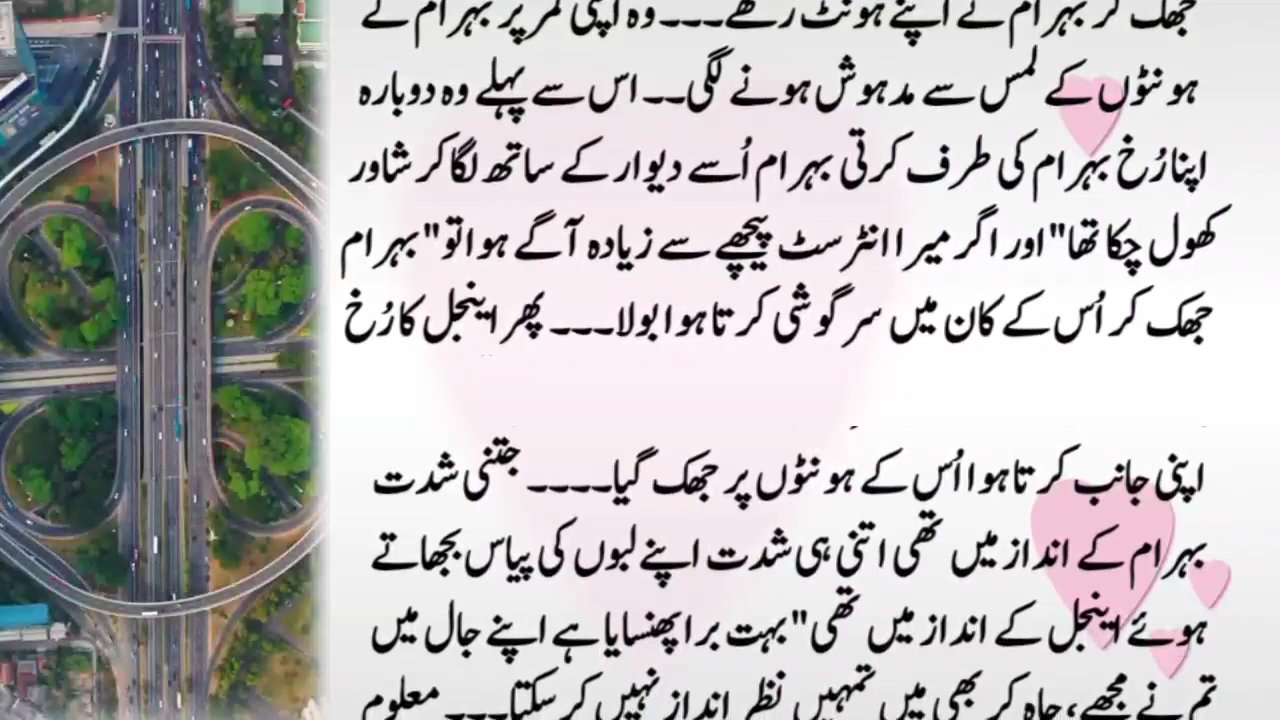 جھک کر بہرام نے اپنے ہونٹ رکھے۔۔۔ وہ اپنی کمر پر بہرام کے
ہونٹوں کے لمس سے مدہوش ہونے لگی۔۔ اس سے پہلے وہ دوبارہ
اپنا رُخ بہرام کی طرف کرتی بہرام اُسے دیوار کے ساتھ لگا کر شاور
کھول چکا تھا "اور اگر میرا انٹرسٹ پیچھے سے زیادہ آگے ہوا تو" بہرام
جھک کر اُس کے کان میں سرگوشی کرتا ہوا بولا۔۔۔ پھر اینجل کا رُخ
اپنی جانب کرتا ہوا اُس کے ہونٹوں پر جھک گیا۔۔۔۔ جتنی شدت
بہرام کے انداز میں تھی اتنی ہی شدت اپنے لبوں کی پیاس بجھاتے
ہوئے اینجل کے انداز میں تھی "بہت برا پھنسایا ہے اپنے جال میں
تم نے مجھے، چاہ کر بھی میں تمہیں نظر انداز نہیں کر سکتا۔۔۔ معلوم